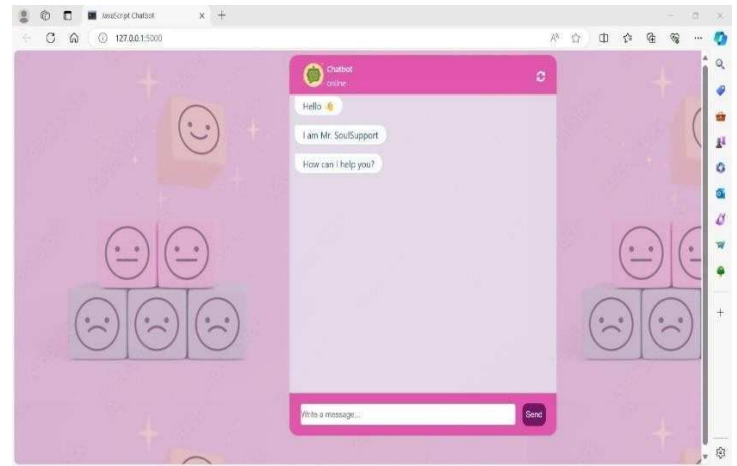 JavaScript Chatbot
127.0.0.1:5000
Chatbot
online
Hello 👋
I am Mr. SoulSupport
How can I help you?
Write a message...
Send